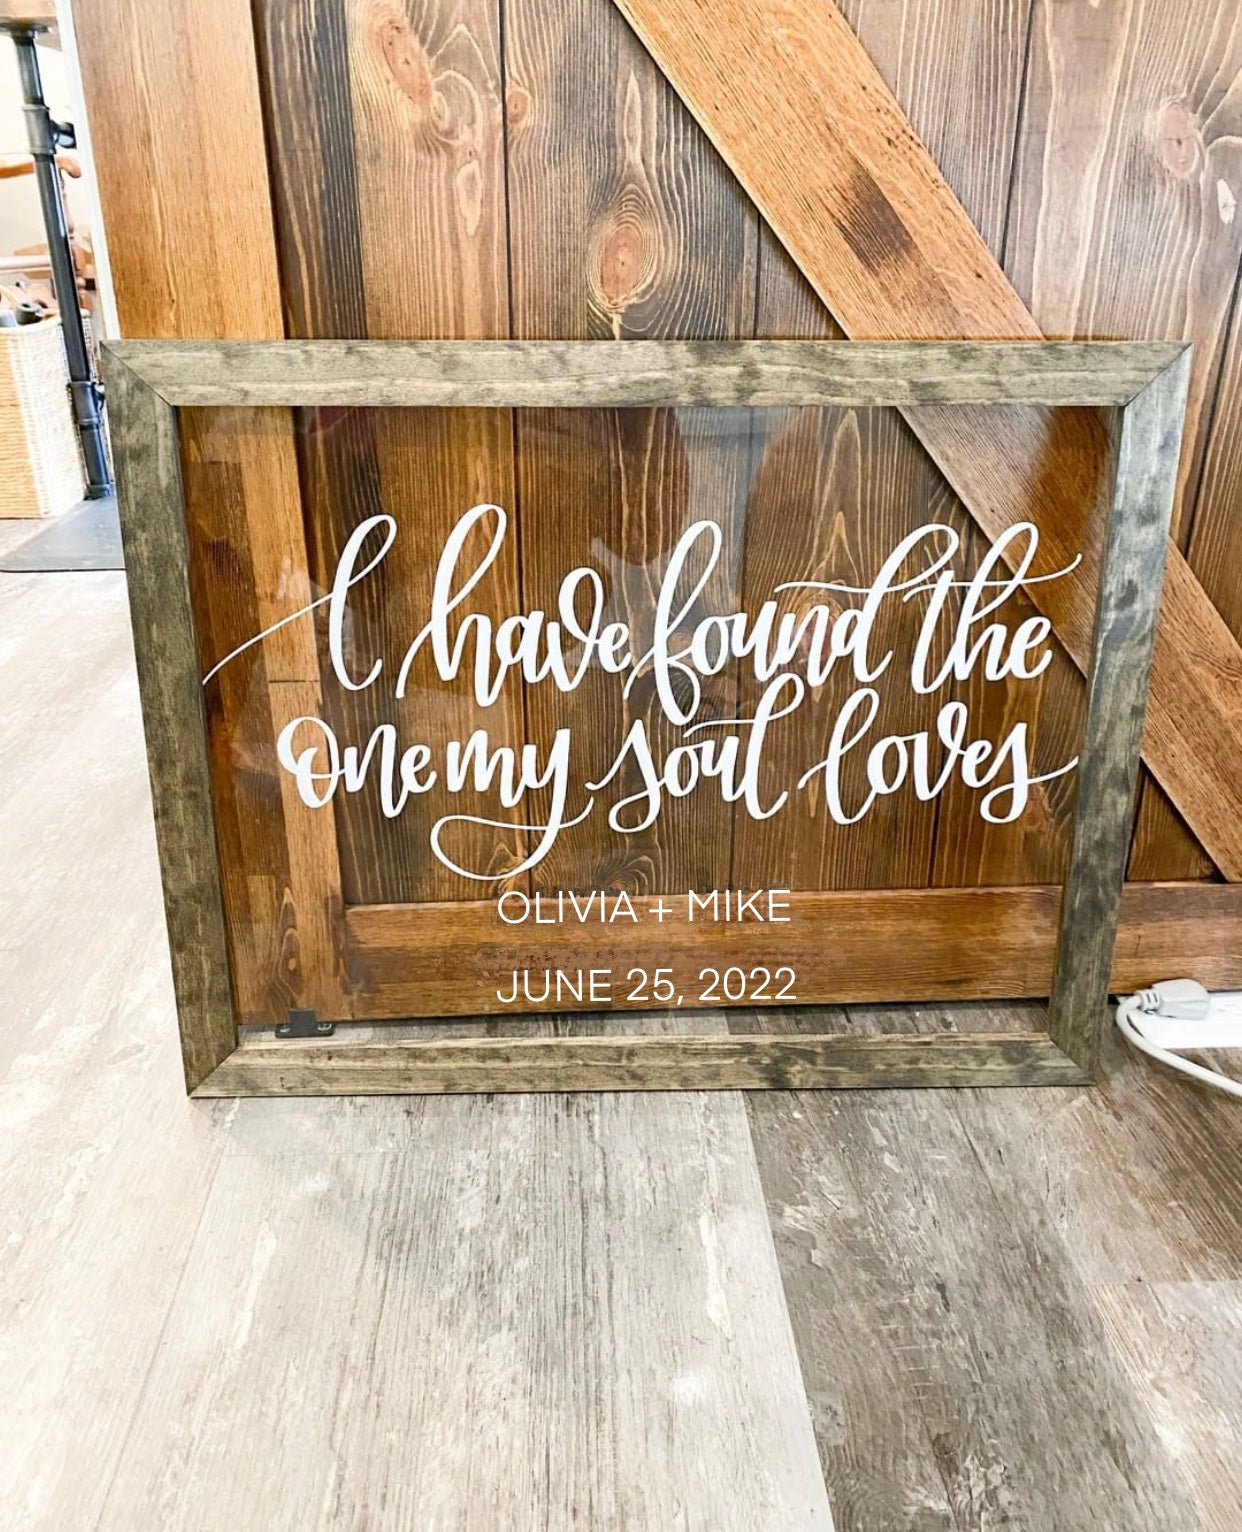 I have found the
one my soul loves
OLIVIA + MIKE
JUNE 25, 2022